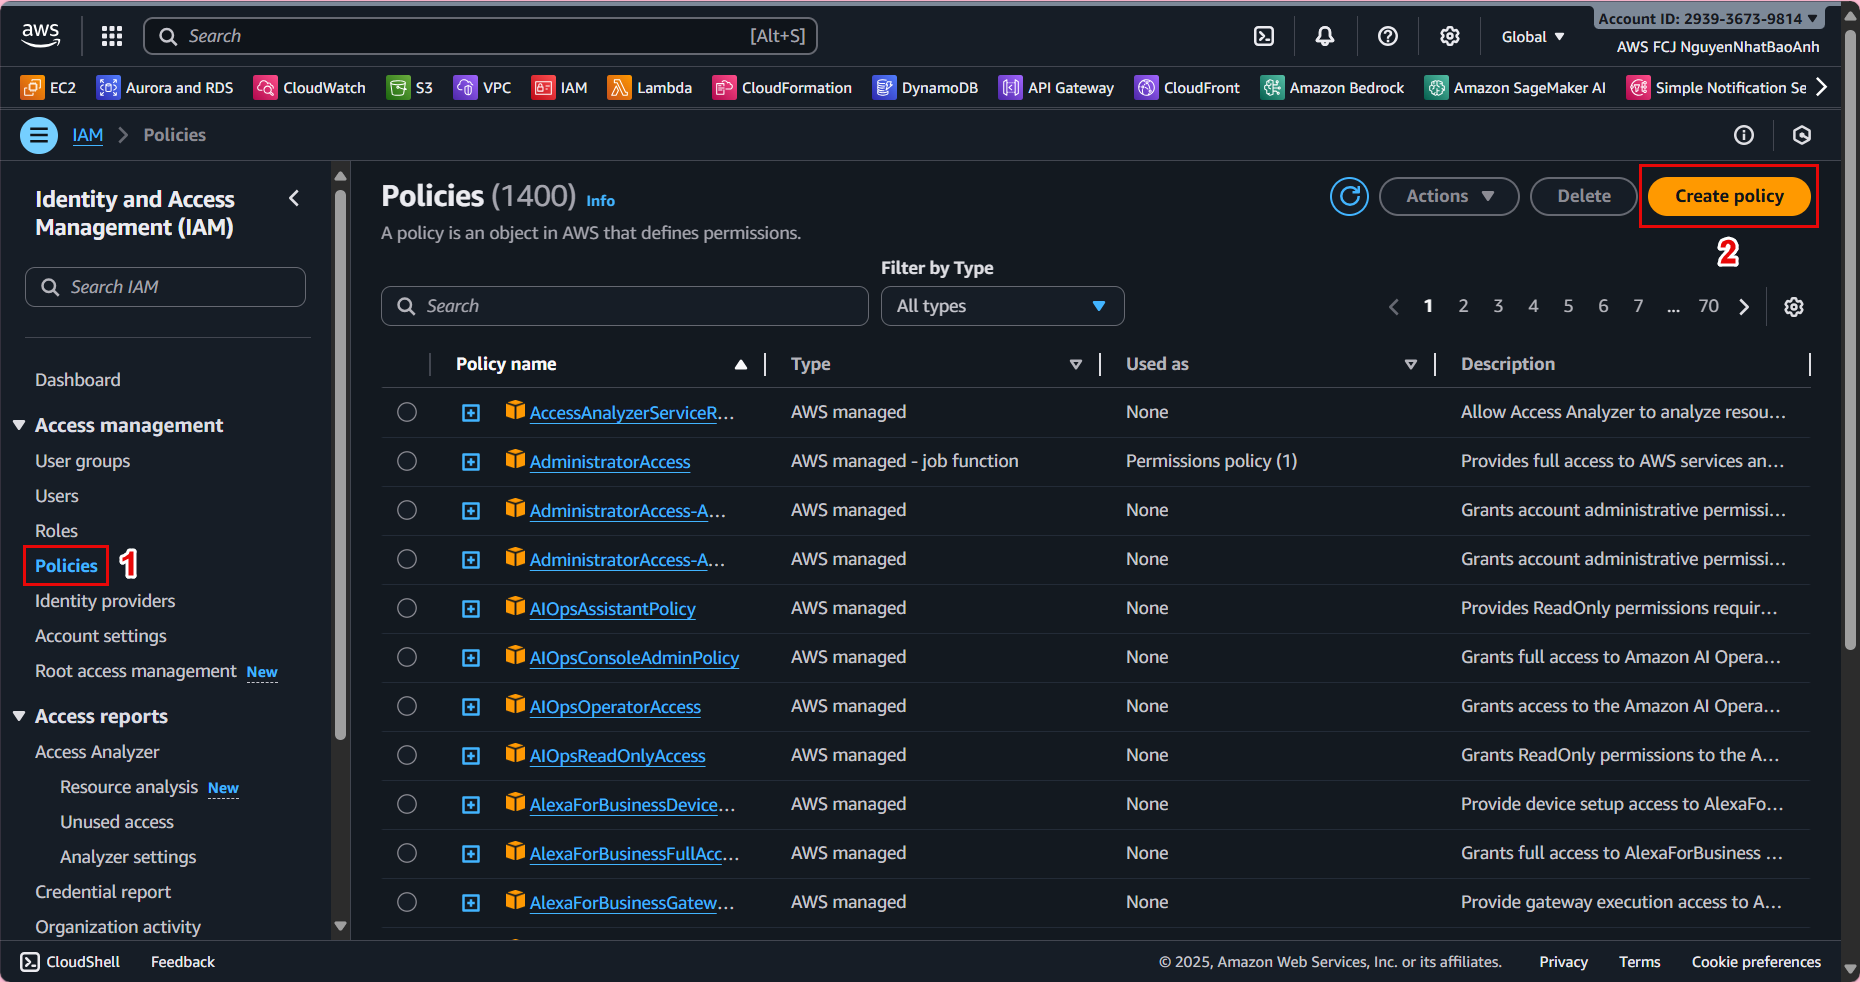 aws
Search
[Alt+S]
Global
Account ID: 2939-3673-9814
AWS FCJ NguyenNhatBaoAnh
EC2
Aurora and RDS
CloudWatch
S3
VPC
IAM
Lambda
CloudFormation
DynamoDB
API Gateway
CloudFront
Amazon Bedrock
Amazon SageMaker AI
Simple Notification Se
IAM
Policies
Identity and Access
Management (IAM)
Search IAM
Dashboard
Access management
User groups
Users
Roles
Policies
1
Identity providers
Account settings
Root access management New
Access reports
Access Analyzer
Resource analysis New
Unused access
Analyzer settings
Credential report
Organization activity
Policies (1400) Info
A policy is an object in AWS that defines permissions.
Actions
Delete
Create policy
2
Filter by Type
Search
All types
1 2 3 4 5 6 7 ... 70
Policy name Type Used as Description
AccessAnalyzerServiceR... AWS managed None Allow Access Analyzer to analyze resou...
AdministratorAccess AWS managed - job function Permissions policy (1) Provides full access to AWS services an...
AdministratorAccess-A... AWS managed None Grants account administrative permissi...
AdministratorAccess-A... AWS managed None Grants account administrative permissi...
AIOpsAssistantPolicy AWS managed None Provides ReadOnly permissions requir...
AIOpsConsoleAdminPolicy AWS managed None Grants full access to Amazon AI Opera...
AIOpsOperatorAccess AWS managed None Grants access to the Amazon AI Opera...
AIOpsReadOnlyAccess AWS managed None Grants ReadOnly permissions to the A...
AlexaForBusinessDevice... AWS managed None Provide device setup access to AlexaFo...
AlexaForBusinessFullAcc... AWS managed None Grants full access to AlexaForBusiness ...
AlexaForBusinessGatew... AWS managed None Provide gateway execution access to A...
CloudShell
Feedback
© 2025, Amazon Web Services, Inc. or its affiliates.
Privacy
Terms
Cookie preferences